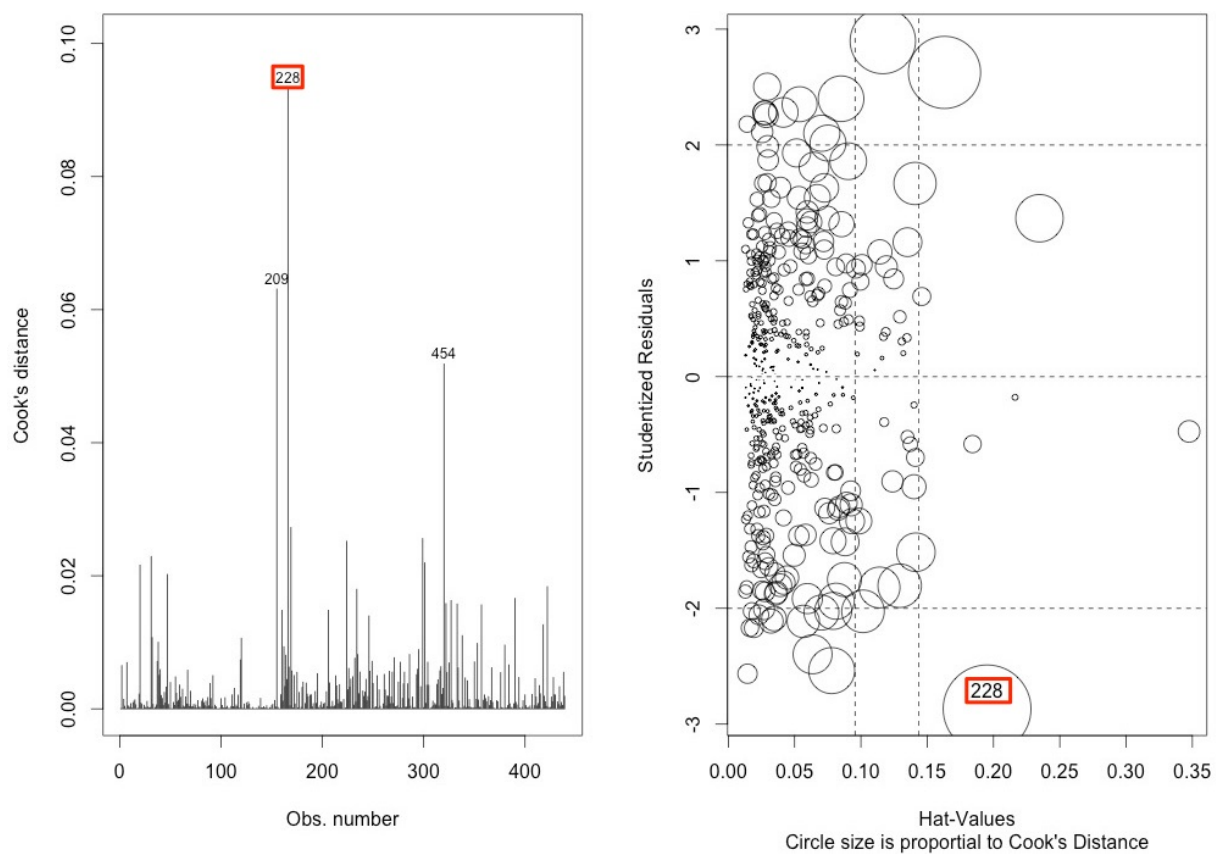 Cook's distance
0.10
0.08
0.06
0.04
0.02
0.00
228
209
454
0 100 200 300 400
Obs. number
Studentized Residuals
3
2
1
0
-1
-2
-3
228
0.00 0.05 0.10 0.15 0.20 0.25 0.30 0.35
Hat-Values
Circle size is proportial to Cook's Distance